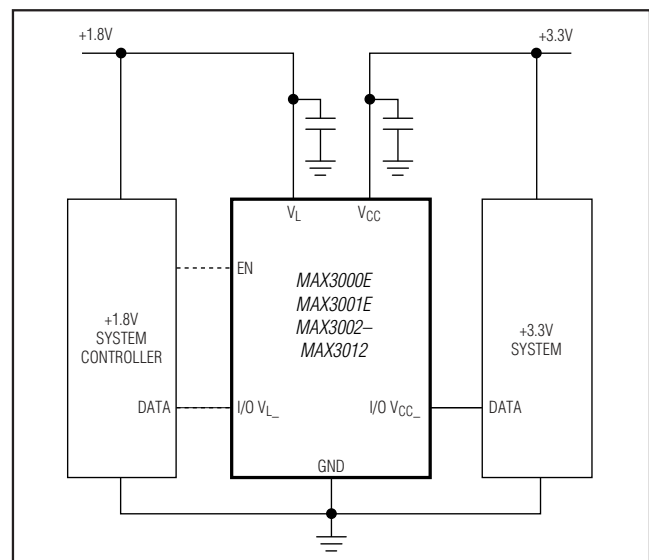 +1.8V
+3.3V
VL
VCC
EN
MAX3000E
MAX3001E
MAX3002–
MAX3012
+1.8V
SYSTEM
CONTROLLER
+3.3V
SYSTEM
DATA
I/O VL_
I/O VCC_
DATA
GND